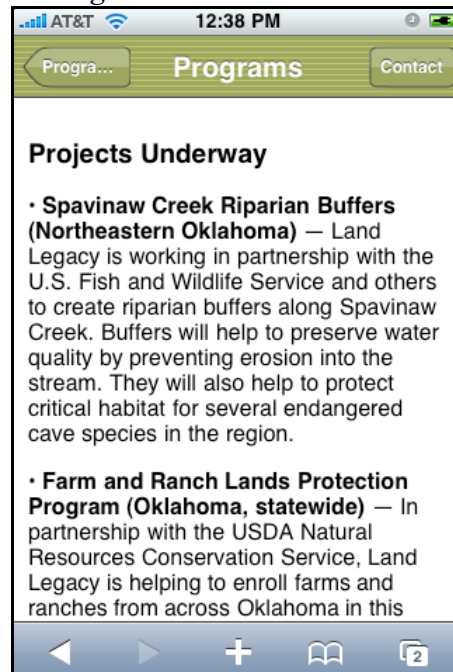 AT&T 12:38 PM
Progra... Programs Contact
Projects Underway
· Spavinaw Creek Riparian Buffers
(Northeastern Oklahoma) — Land
Legacy is working in partnership with the
U.S. Fish and Wildlife Service and others
to create riparian buffers along Spavinaw
Creek. Buffers will help to preserve water
quality by preventing erosion into the
stream. They will also help to protect
critical habitat for several endangered
cave species in the region.
· Farm and Ranch Lands Protection
Program (Oklahoma, statewide) — In
partnership with the USDA Natural
Resources Conservation Service, Land
Legacy is helping to enroll farms and
ranches from across Oklahoma in this
2